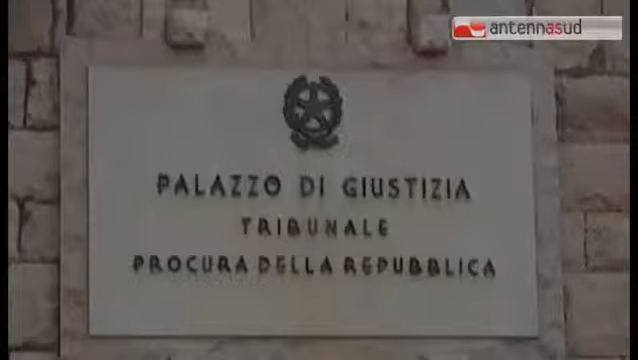 antennasud
PALAZZO DI GIUSTIZIA
TRIBUNALE
PROCURA DELLA REPUBBLICA